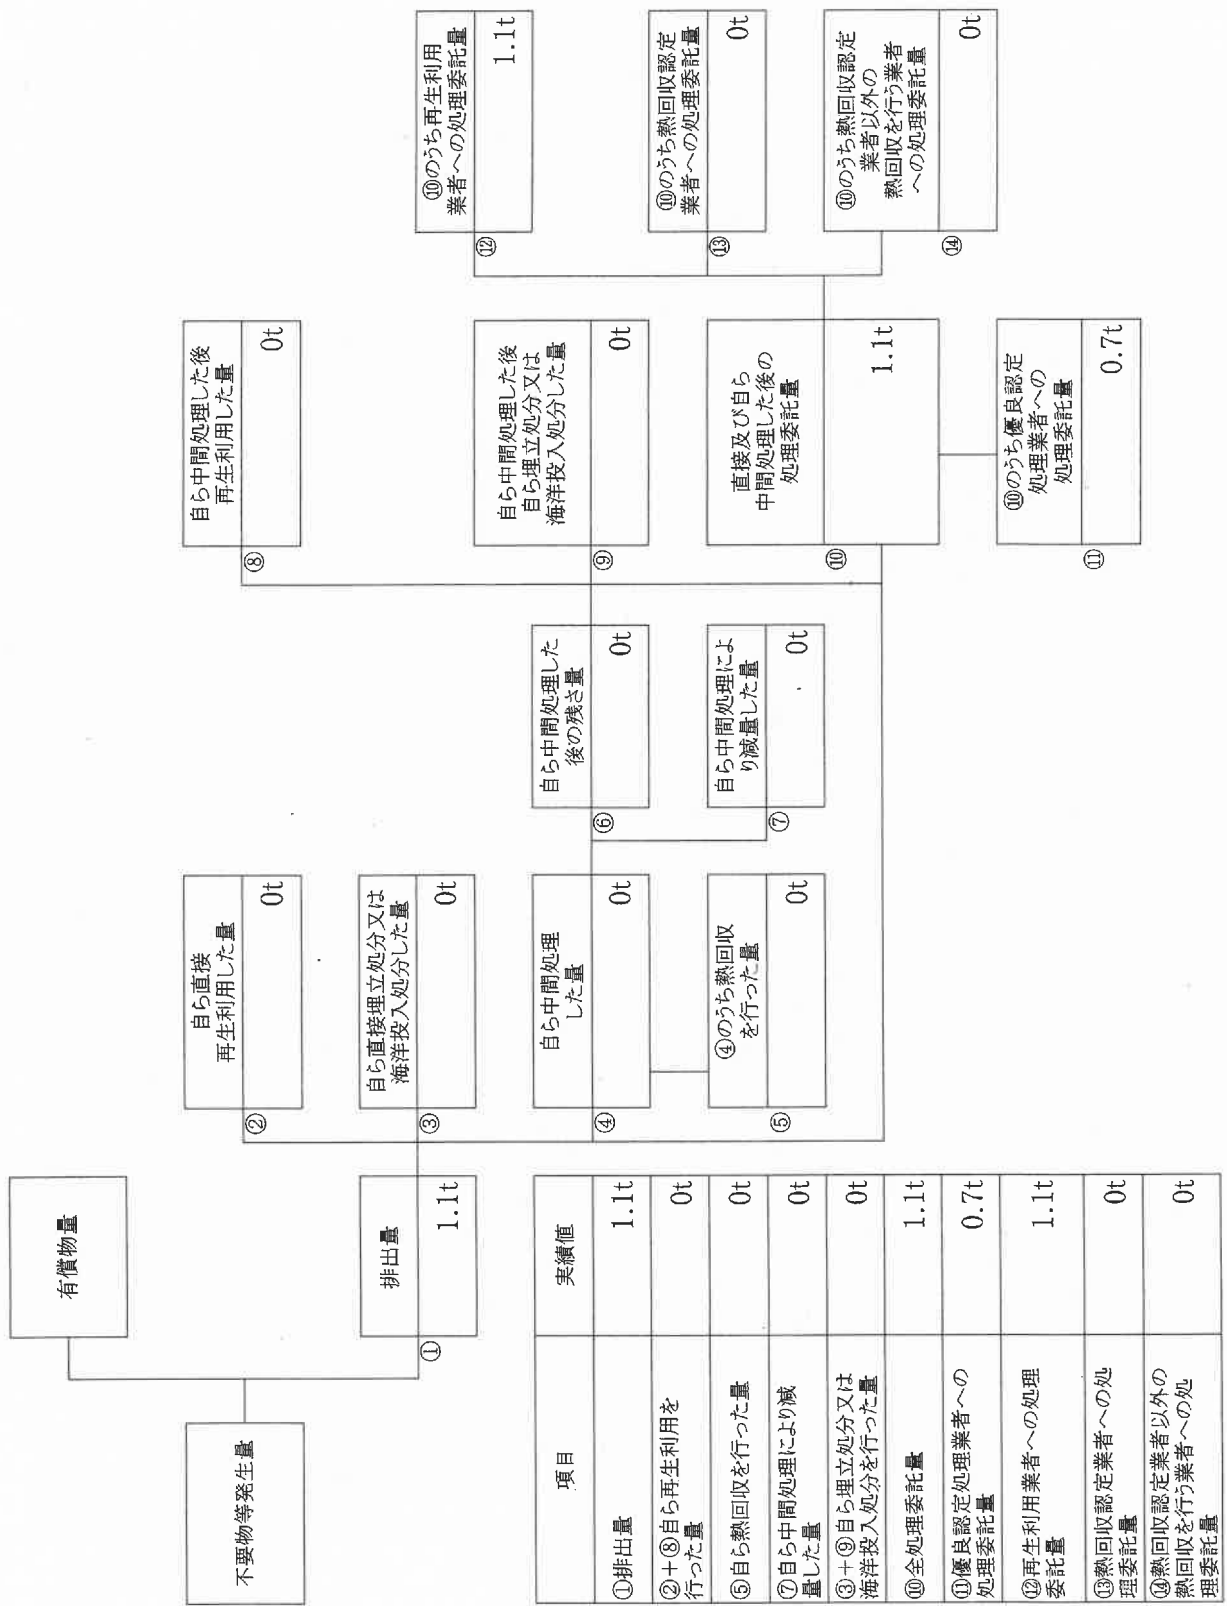 不要物等発生量
有償物量
①
排出量
1.1t
②
自ら直接
再生利用した量
0t
③
自ら直接埋立処分又は
海洋投入処分した量
0t
④
自ら中間処理
した量
0t
⑤
④のうち熱回収
を行った量
0t
⑥
自ら中間処理した
後の残さ量
0t
⑦
自ら中間処理によ
り減量した量
0t
⑧
自ら中間処理した後
再生利用した量
0t
⑨
自ら中間処理した後
自ら埋立処分又は
海洋投入処分した量
0t
⑩
直接及び自ら
中間処理した後の
処理委託量
1.1t
⑪
⑩のうち優良認定
処理業者への
処理委託量
0.7t
⑫
⑩のうち再生利用
業者への処理委託量
1.1t
⑬
⑩のうち熱回収認定
業者への処理委託量
0t
⑭
⑩のうち熱回収認定
業者以外の
熱回収を行う業者
への処理委託量
0t
項目 実績値
①排出量 1.1t
②+⑧自ら再生利用を
行った量 0t
⑤自ら熱回収を行った量 0t
⑦自ら中間処理により減
量した量 0t
③+⑨自ら埋立処分又は
海洋投入処分を行った量 0t
⑩全処理委託量 1.1t
⑪優良認定処理業者への
処理委託量 0.7t
⑫再生利用業者への処理
委託量 1.1t
⑬熱回収認定業者への処
理委託量 0t
⑭熱回収認定業者以外の
熱回収を行う業者への処
理委託量 0t